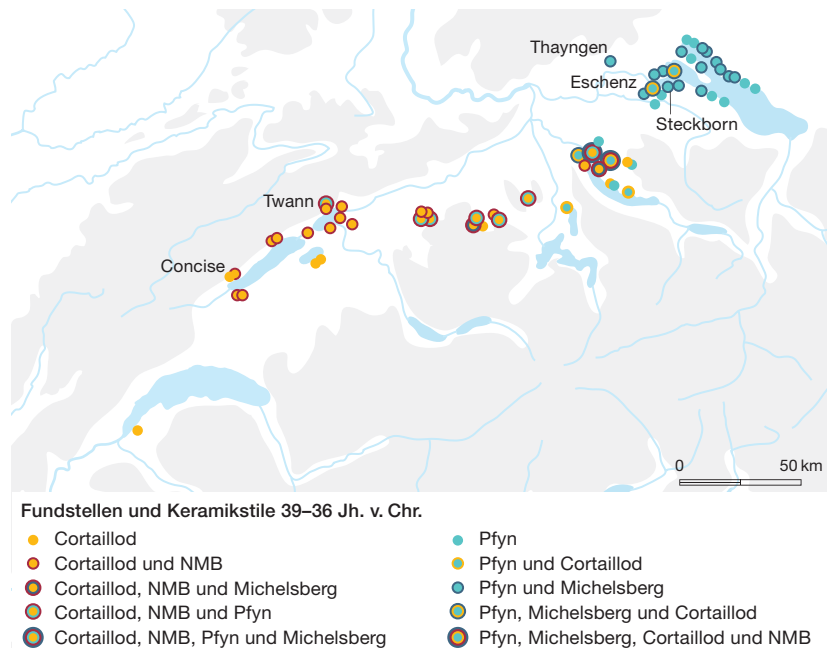 Thayngen
Eschenz
Steckborn
Twann
Concise
0 50 km
Fundstellen und Keramikstile 39–36 Jh. v. Chr.
Cortaillod
Cortaillod und NMB
Cortaillod, NMB und Michelsberg
Cortaillod, NMB und Pfyn
Cortaillod, NMB, Pfyn und Michelsberg
Pfyn
Pfyn und Cortaillod
Pfyn und Michelsberg
Pfyn, Michelsberg und Cortaillod
Pfyn, Michelsberg, Cortaillod und NMB